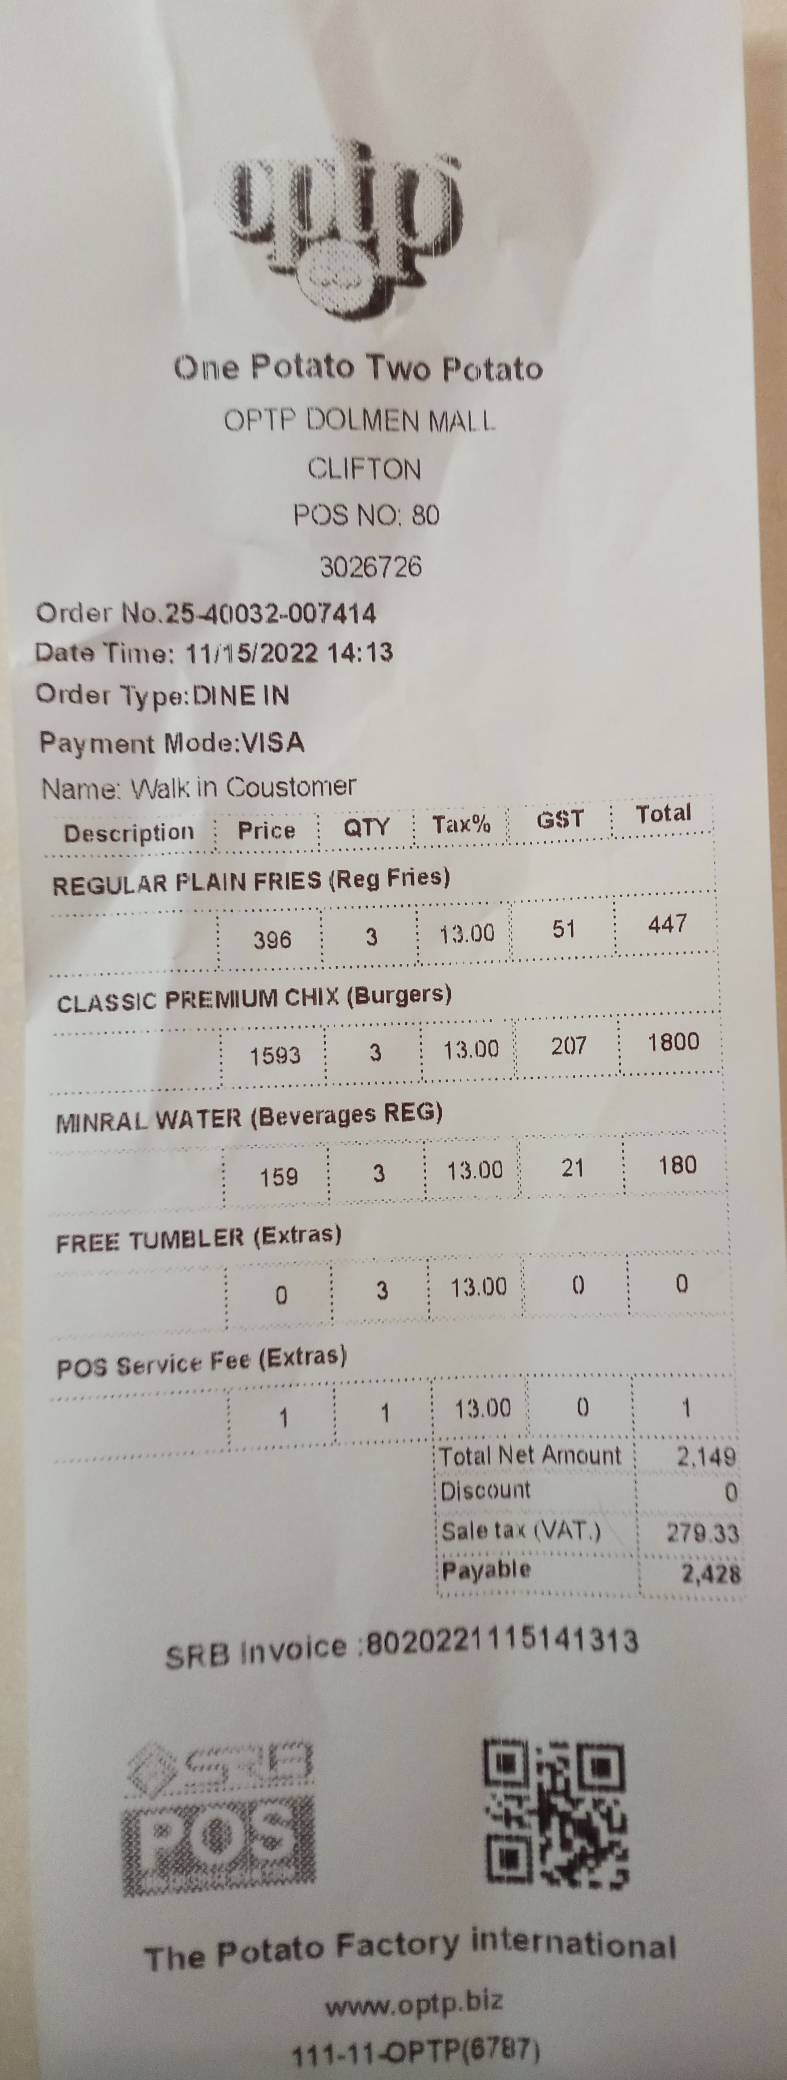 optp
One Potato Two Potato
OPTP DOLMEN MALL
CLIFTON
POS NO: 80
3026726
Order No.25-40032-007414
Date Time: 11/15/2022 14:13
Order Type:DINE IN
Payment Mode:VISA
Name: Walk in Coustomer
Description Price QTY Tax% GST Total
REGULAR PLAIN FRIES (Reg Fries)
396 3 13.00 51 447
CLASSIC PREMIUM CHIX (Burgers)
1593 3 13.00 207 1800
MINRAL WATER (Beverages REG)
159 3 13.00 21 180
FREE TUMBLER (Extras)
0 3 13.00 0 0
POS Service Fee (Extras)
1 1 13.00 0 1
Total Net Amount 2,149
Discount 0
Sale tax (VAT.) 279.33
Payable 2,428
SRB Invoice :8020221115141313
SRB
POS
The Potato Factory international
www.optp.biz
111-11-OPTP(6787)